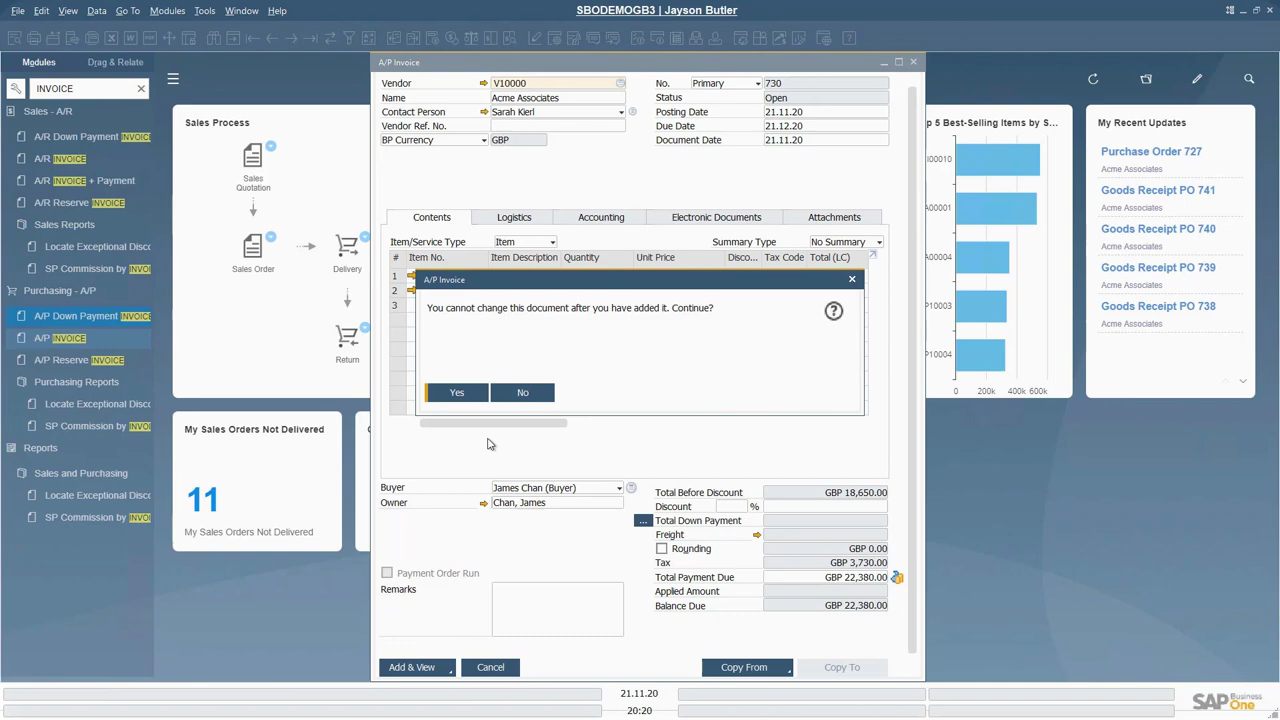 SBODEMOGB3 | Jayson Butler
File Edit View Data Go To Modules Tools Window Help
Modules Drag & Relate
INVOICE
Sales - A/R
A/R Down Payment INVOIC
A/R INVOICE
A/R INVOICE + Payment
A/R Reserve INVOICE
Sales Reports
Locate Exceptional Disc
SP Commission by INVOI
Purchasing - A/P
A/P Down Payment INVOIC
A/P INVOICE
A/P Reserve INVOICE
Purchasing Reports
Locate Exceptional Disc
SP Commission by INVOI
Reports
Sales and Purchasing
Locate Exceptional Disc
SP Commission by INVOI
Sales Process
Sales Quotation
Sales Order
Delivery
Return
My Sales Orders Not Delivered
11
My Sales Orders Not Delivered
A/P Invoice
Vendor V10000
Name Acme Associates
Contact Person Sarah Kierl
Vendor Ref. No.
BP Currency GBP
No. Primary 730
Status Open
Posting Date 21.11.20
Due Date 21.12.20
Document Date 21.11.20
Contents Logistics Accounting Electronic Documents Attachments
Item/Service Type Item Summary Type No Summary
# Item No. Item Description Quantity Unit Price Disco... Tax Code Total (LC)
1
2
3
A/P Invoice
You cannot change this document after you have added it. Continue?
Yes No
Buyer James Chan (Buyer)
Owner Chan, James
Payment Order Run
Remarks
Total Before Discount GBP 18,650.00
Discount %
Total Down Payment
Freight
Rounding GBP 0.00
Tax GBP 3,730.00
Total Payment Due GBP 22,380.00
Applied Amount
Balance Due GBP 22,380.00
Add & View Cancel Copy From Copy To
p 5 Best-Selling Items by S...
I00010
A00001
A00004
P10003
P10004
0 200k 400k 600k
My Recent Updates
Purchase Order 727
Acme Associates
Goods Receipt PO 741
Acme Associates
Goods Receipt PO 740
Acme Associates
Goods Receipt PO 739
Acme Associates
Goods Receipt PO 738
Acme Associates
21.11.20
20:20
SAP Business One